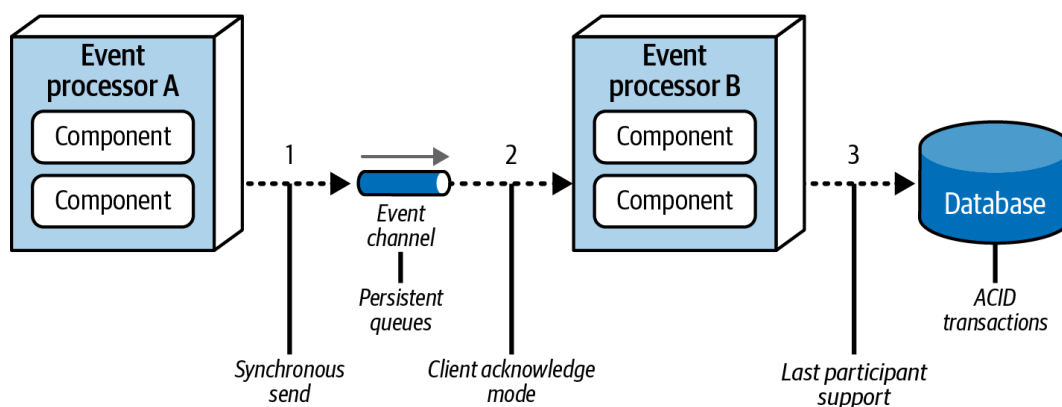 Event
processor A
Component
Component
1
Event
channel
Persistent
queues
Synchronous
send
2
Client acknowledge
mode
Event
processor B
Component
Component
3
Last participant
support
Database
ACID
transactions